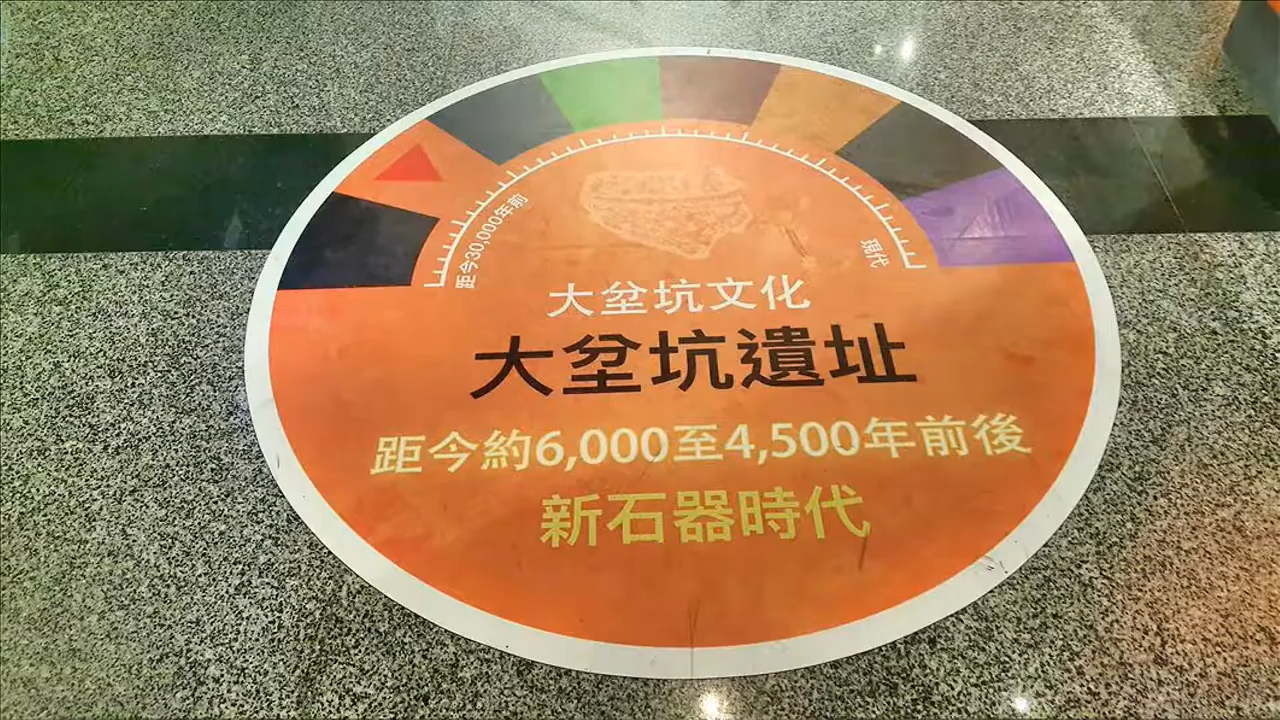 距今30,000年前
現代
大坌坑文化
大坌坑遺址
距今約6,000至4,500年前後
新石器時代